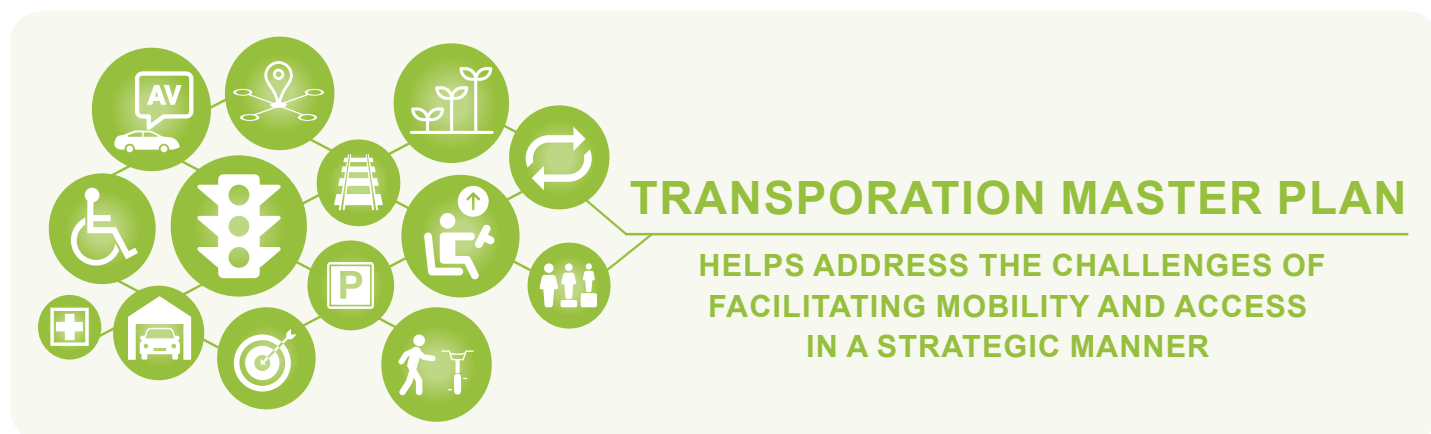 AV
TRANSPORATION MASTER PLAN
HELPS ADDRESS THE CHALLENGES OF
FACILITATING MOBILITY AND ACCESS
IN A STRATEGIC MANNER
P